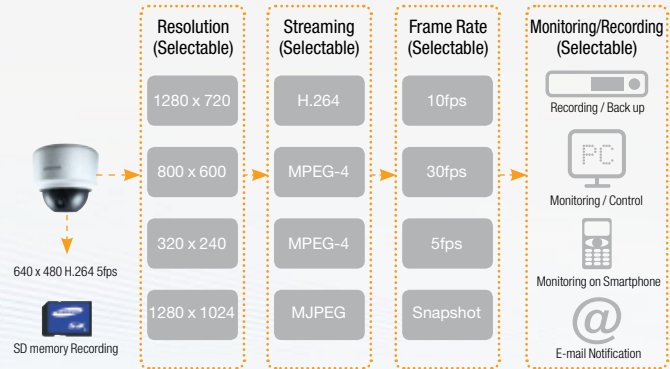 Resolution
(Selectable)
Streaming
(Selectable)
Frame Rate
(Selectable)
Monitoring/Recording
(Selectable)
1280 x 720
H.264
10fps
Recording / Back up
800 x 600
MPEG-4
30fps
PC
Monitoring / Control
640 x 480 H.264 5fps
320 x 240
MPEG-4
5fps
Monitoring on Smartphone
SD memory Recording
1280 x 1024
MJPEG
Snapshot
@
E-mail Notification